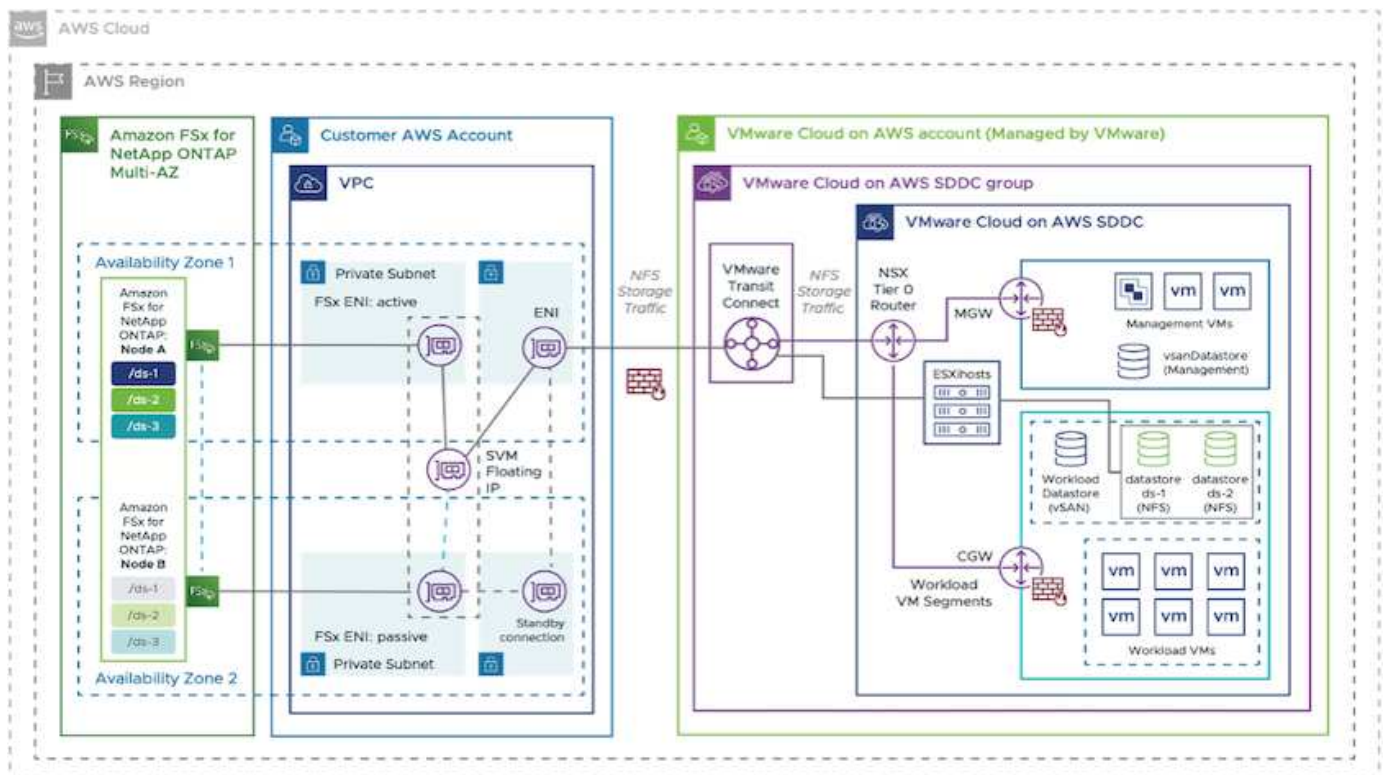 aws
AWS Cloud
AWS Region
FSx
Amazon FSx for
NetApp ONTAP
Multi-AZ
Availability Zone 1
Amazon
FSx for
NetApp
ONTAP:
Node A
/ds-1
/ds-2
/ds-3
FSx
Amazon
FSx for
NetApp
ONTAP:
Node B
/ds-1
/ds-2
/ds-3
FSx
Availability Zone 2
Customer AWS Account
VPC
Private Subnet
FSx ENI: active
ENI
SVM
Floating
IP
FSx ENI: passive
Private Subnet
Standby
connection
NFS
Storage
Traffic
VMware Cloud on AWS account (Managed by VMware)
VMware Cloud on AWS SDDC group
VMware
Transit
Connect
NFS
Storage
Traffic
VMware Cloud on AWS SDDC
NSX
Tier 0
Router
MGW
vm
vm
Management VMs
vsanDatastore
(Management)
ESXihosts
Workload
Datastore
(vSAN)
datastore
ds-1
(NFS)
datastore
ds-2
(NFS)
CGW
Workload
VM Segments
vm
vm
vm
vm
vm
vm
Workload VMs